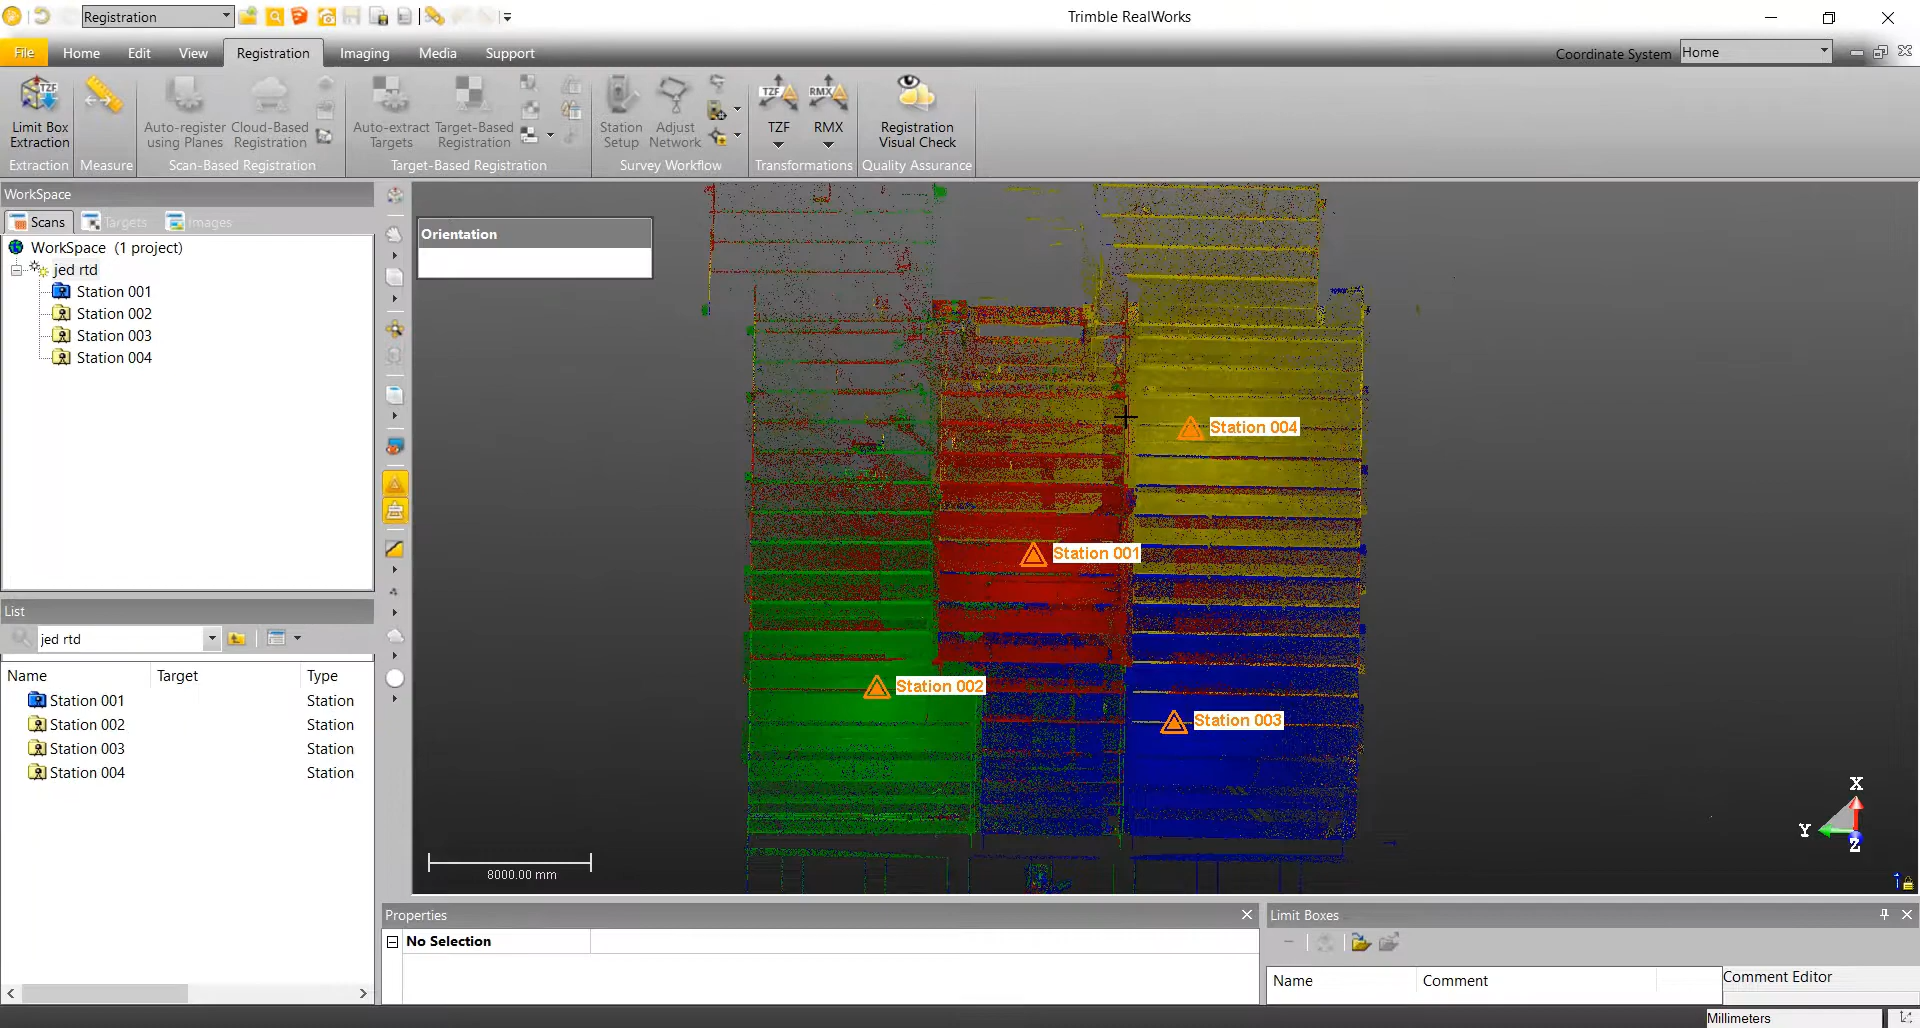 Registration
Trimble RealWorks
File
Home
Edit
View
Registration
Imaging
Media
Support
Coordinate System
Home
TZF
TZF
RMX
Limit Box
Extraction
Auto-register
using Planes
Cloud-Based
Registration
Auto-extract
Targets
Target-Based
Registration
Station
Setup
Adjust
Network
TZF
RMX
Registration
Visual Check
Extraction
Measure
Scan-Based Registration
Target-Based Registration
Survey Workflow
Transformations
Quality Assurance
WorkSpace
Scans
Targets
Images
WorkSpace (1 project)
jed rtd
Station 001
Station 002
Station 003
Station 004
Orientation
Station 004
Station 001
Station 002
Station 003
8000.00 mm
X
Y
Z
List
jed rtd
Name Target Type
Station 001 Station
Station 002 Station
Station 003 Station
Station 004 Station
Properties
No Selection
Limit Boxes
Name
Comment
Comment Editor
Millimeters